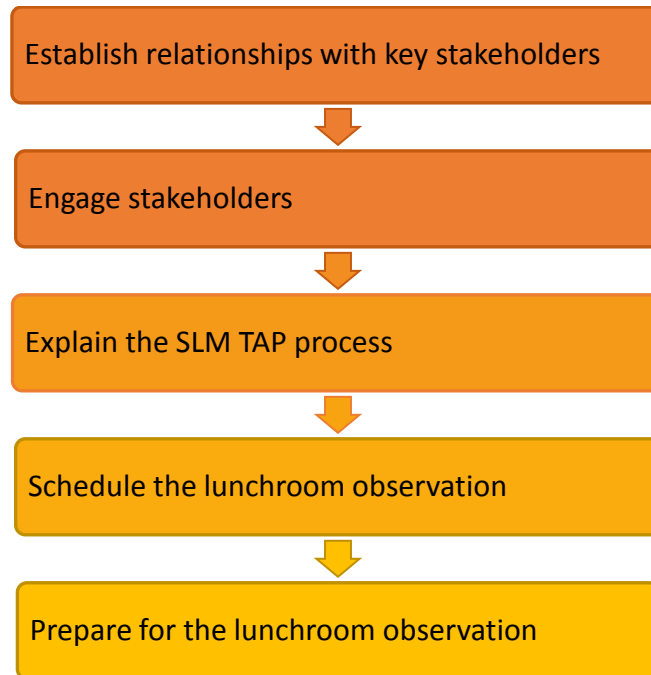 Establish relationships with key stakeholders
Engage stakeholders
Explain the SLM TAP process
Schedule the lunchroom observation
Prepare for the lunchroom observation